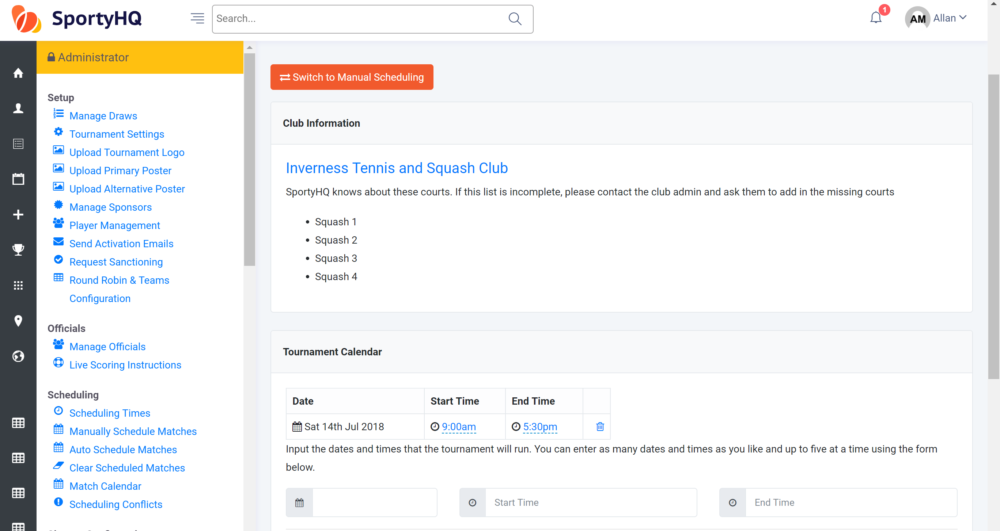 SportyHQ
Search...
1
AM Allan
Administrator
Setup
Manage Draws
Tournament Settings
Upload Tournament Logo
Upload Primary Poster
Upload Alternative Poster
Manage Sponsors
Player Management
Send Activation Emails
Request Sanctioning
Round Robin & Teams
Configuration
Officials
Manage Officials
Live Scoring Instructions
Scheduling
Scheduling Times
Manually Schedule Matches
Auto Schedule Matches
Clear Scheduled Matches
Match Calendar
Scheduling Conflicts
Switch to Manual Scheduling
Club Information
Inverness Tennis and Squash Club
SportyHQ knows about these courts. If this list is incomplete, please contact the club admin and ask them to add in the missing courts
• Squash 1
• Squash 2
• Squash 3
• Squash 4
Tournament Calendar
Date Start Time End Time
Sat 14th Jul 2018 9:00am 5:30pm
Input the dates and times that the tournament will run. You can enter as many dates and times as you like and up to five at a time using the form
below.
Start Time End Time